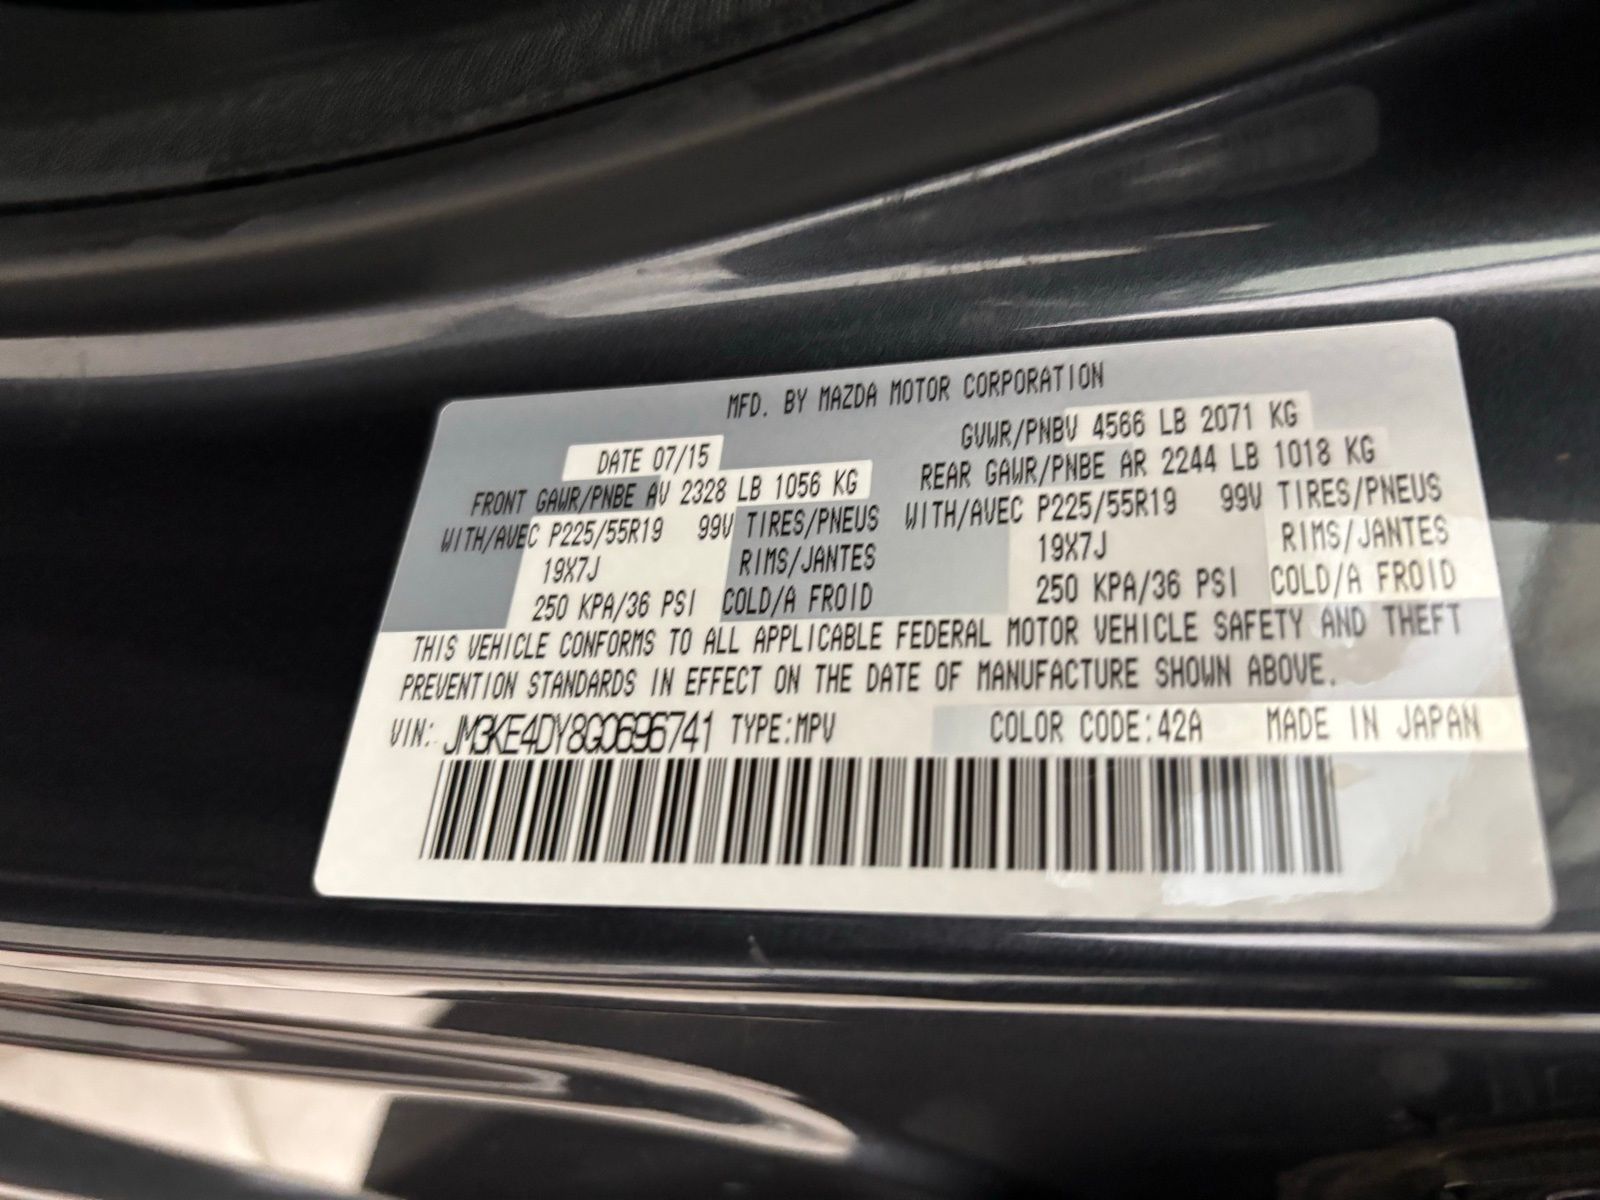 MFD. BY MAZDA MOTOR CORPORATION
DATE 07/15 GVWR/PNBV 4566 LB 2071 KG
FRONT GAWR/PNBE AV 2328 LB 1056 KG REAR GAWR/PNBE AR 2244 LB 1018 KG
WITH/AVEC P225/55R19 99V TIRES/PNEUS WITH/AVEC P225/55R19 99V TIRES/PNEUS
19X7J RIMS/JANTES 19X7J RIMS/JANTES
250 KPA/36 PSI COLD/A FROID 250 KPA/36 PSI COLD/A FROID
THIS VEHICLE CONFORMS TO ALL APPLICABLE FEDERAL MOTOR VEHICLE SAFETY AND THEFT
PREVENTION STANDARDS IN EFFECT ON THE DATE OF MANUFACTURE SHOWN ABOVE.
VIN: JM3KE4DY8G0696741 TYPE:MPV COLOR CODE:42A MADE IN JAPAN